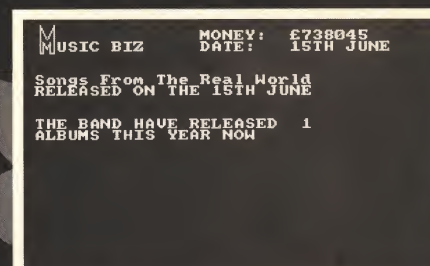 MUSIC BIZ MONEY: £738045
DATE: 15TH JUNE
Songs From The Real World
RELEASED ON THE 15TH JUNE
THE BAND HAVE RELEASED 1
ALBUMS THIS YEAR NOW